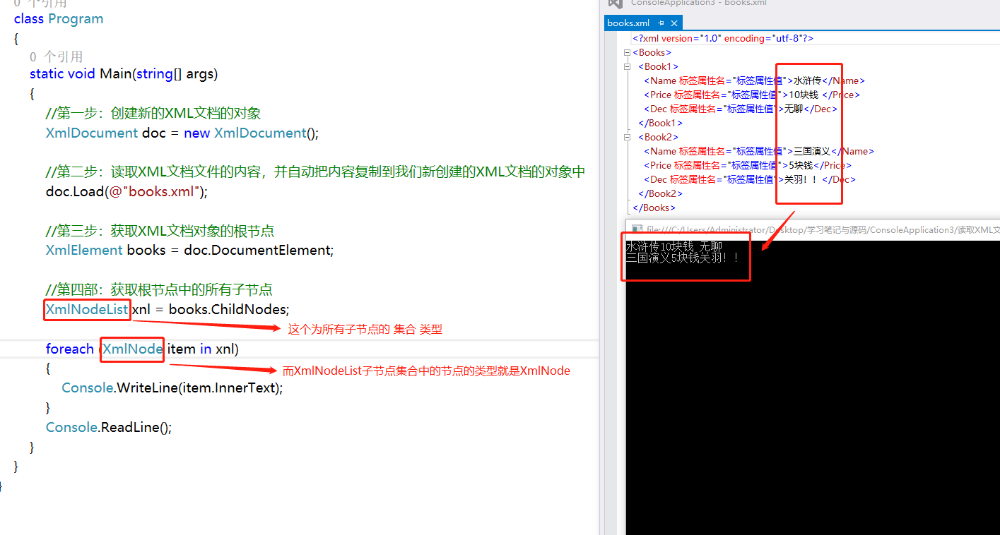 0 个引用
class Program
{
0 个引用
static void Main(string[] args)
{
//第一步：创建新的XML文档的对象
XmlDocument doc = new XmlDocument();
//第二步：读取XML文档文件的内容，并自动把内容复制到我们新创建的XML文档的对象中
doc.Load(@"books.xml");
//第三步：获取XML文档对象的根节点
XmlElement books = doc.DocumentElement;
//第四部：获取根节点中的所有子节点
XmlNodeList xnl = books.ChildNodes;
这个为所有子节点的 集合 类型
foreach (XmlNode item in xnl)
而XmlNodeList子节点集合中的节点的类型就是XmlNode
{
Console.WriteLine(item.InnerText);
}
Console.ReadLine();
}
}
}
ConsoleApplication3 - books.xml
books.xml
<?xml version="1.0" encoding="utf-8"?>
<Books>
<Book1>
<Name 标签属性名="标签属性值">水浒传</Name>
<Price 标签属性名="标签属性值">10块钱 </Price>
<Dec 标签属性名="标签属性值">无聊</Dec>
</Book1>
<Book2>
<Name 标签属性名="标签属性值">三国演义</Name>
<Price 标签属性名="标签属性值">5块钱</Price>
<Dec 标签属性名="标签属性值">关羽！！</Dec>
</Book2>
</Books>
file:///C:/Users/Administrator/Desktop/学习笔记与源码/ConsoleApplication3/读取XML文
水浒传10块钱 无聊
三国演义5块钱关羽！！